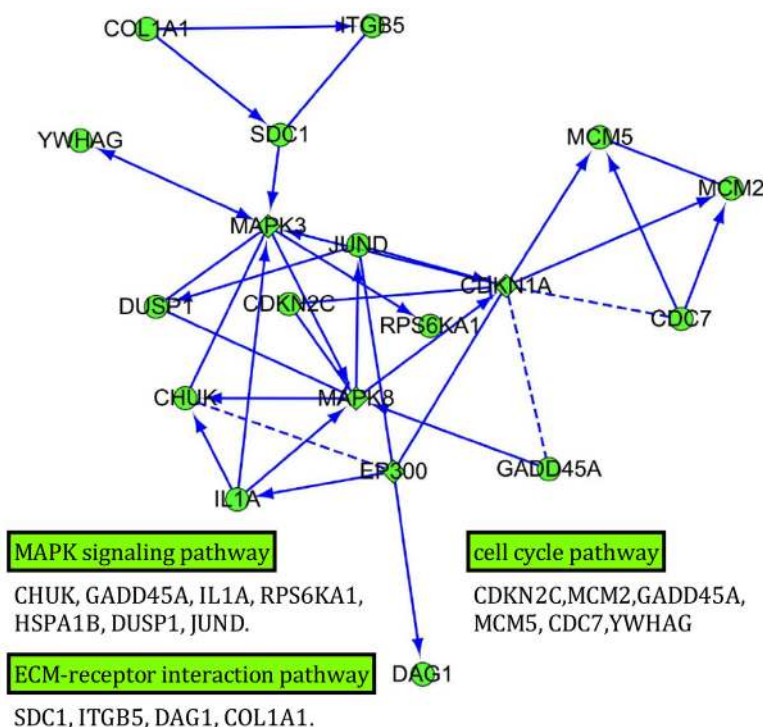 COL1A1
ITGB5
YWHAG
SDC1
MCM5
MCM2
MAPK3
JUND
CDKN1A
DUSP1
CDKN2C
RPS6KA1
CDC7
CHUK
MAPK8
EP300
GADD45A
IL1A
MAPK signaling pathway
CHUK, GADD45A, IL1A, RPS6KA1,
HSPA1B, DUSP1, JUND.
cell cycle pathway
CDKN2C,MCM2,GADD45A,
MCM5, CDC7,YWHAG
DAG1
ECM-receptor interaction pathway
SDC1, ITGB5, DAG1, COL1A1.